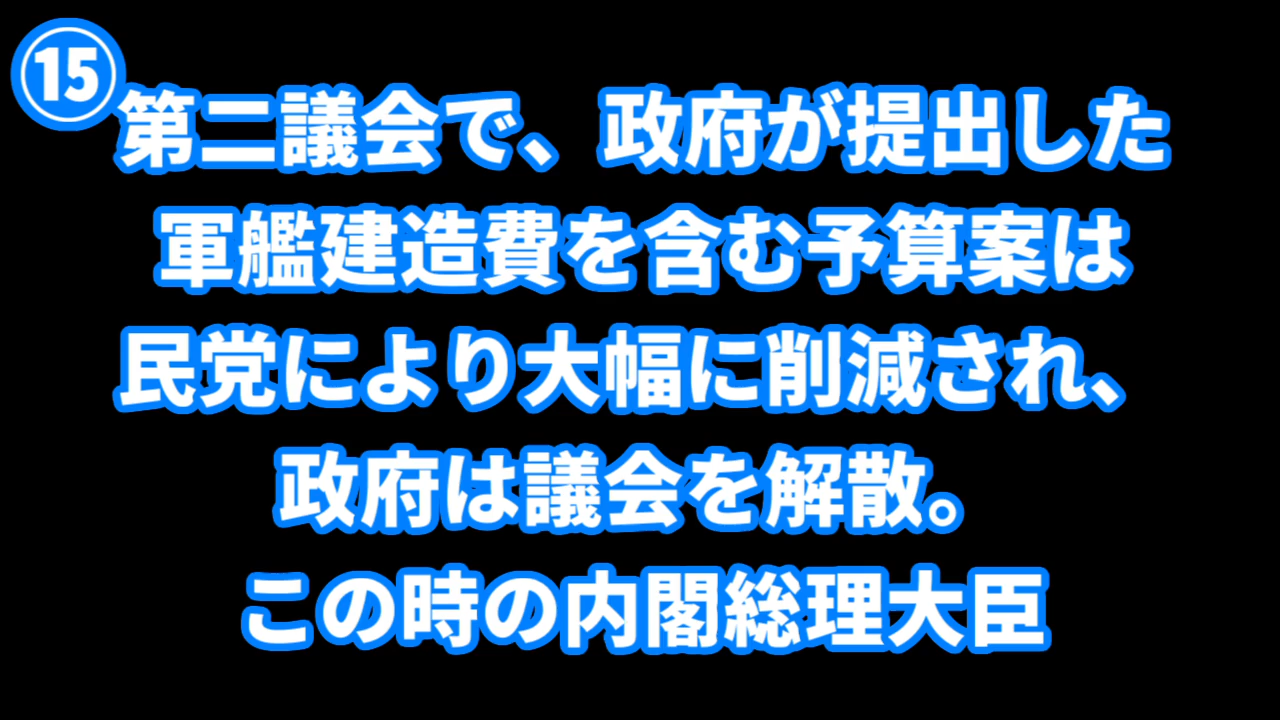 ⑮
第二議会で、政府が提出した
軍艦建造費を含む予算案は
民党により大幅に削減され、
政府は議会を解散。
この時の内閣総理大臣